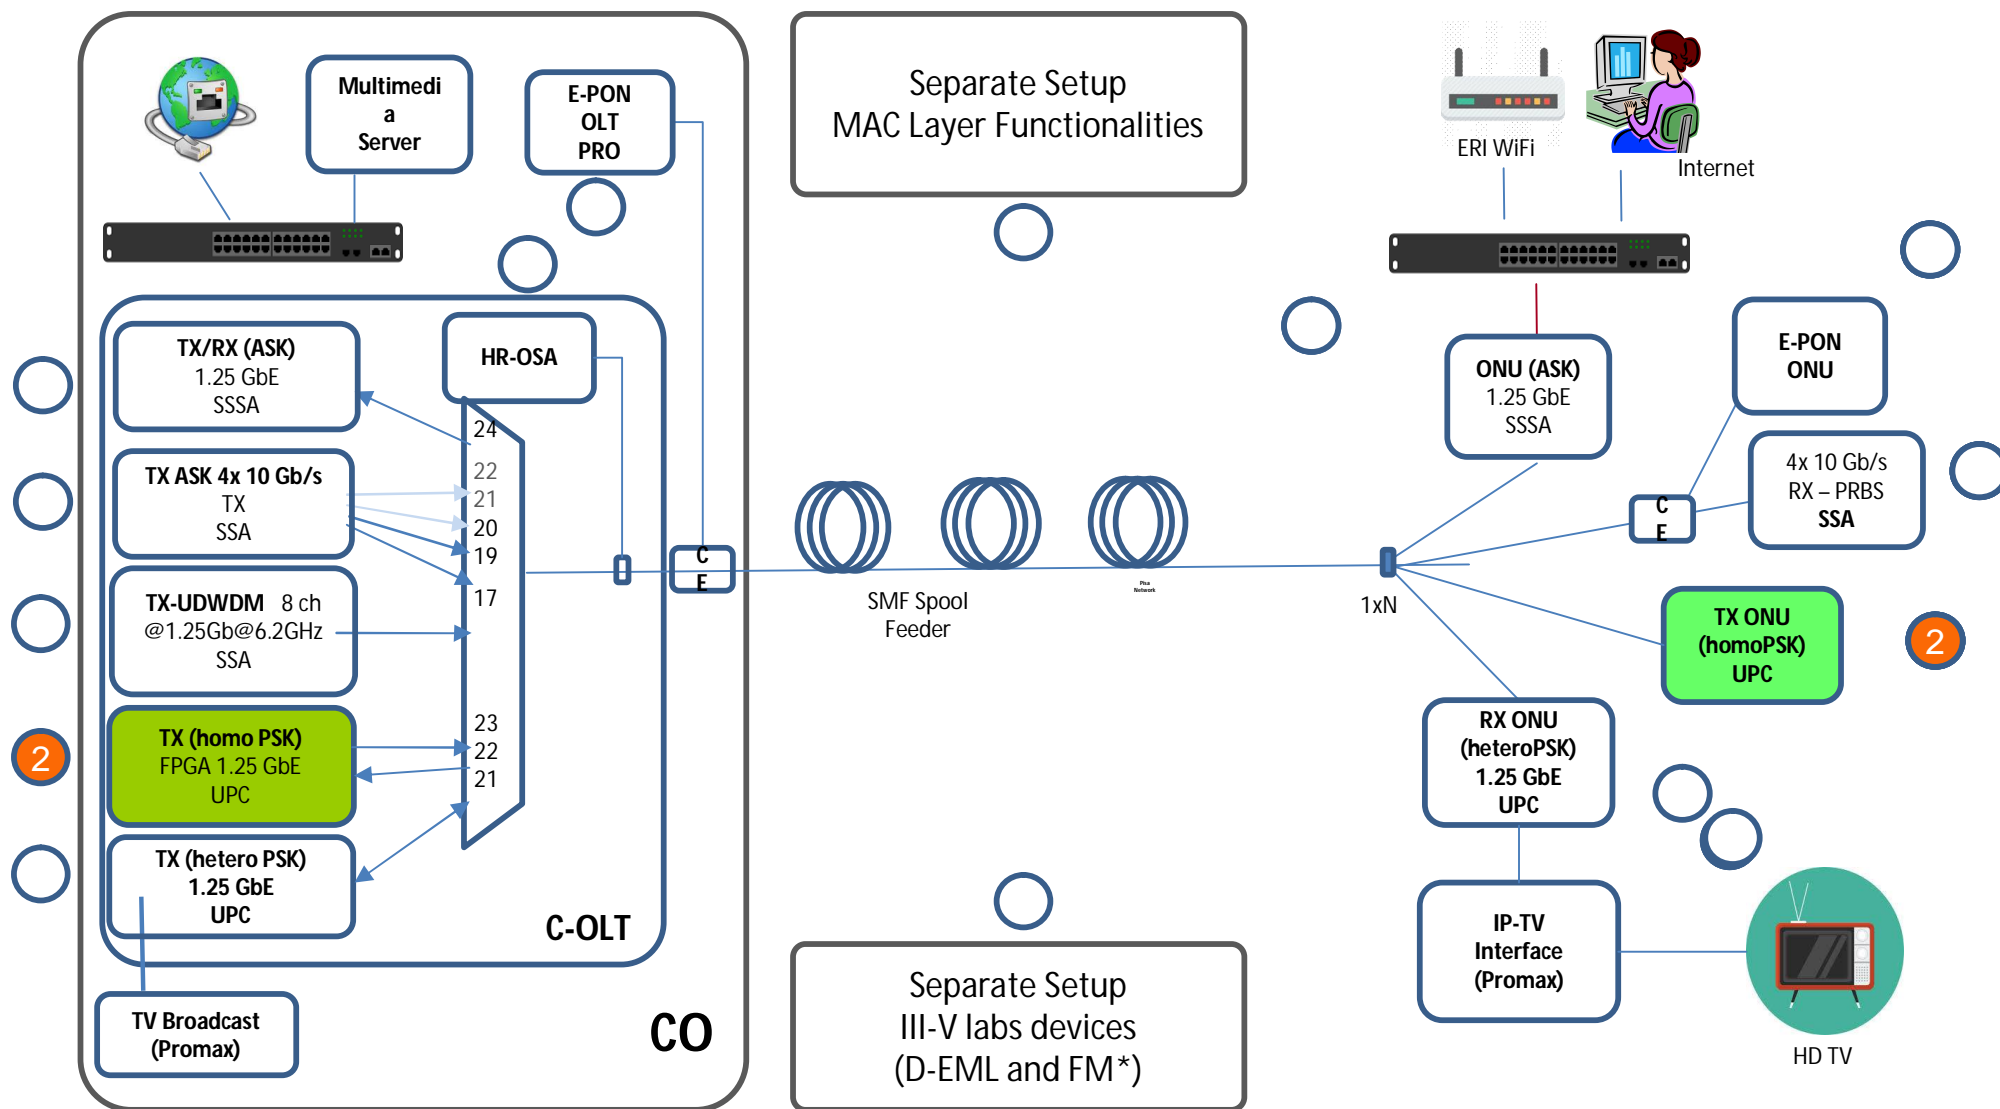 Multimedi
a
Server
E-PON
OLT
PRO
Separate Setup
MAC Layer Functionalities
ERI WiFi
Internet
TX/RX (ASK)
1.25 GbE
SSSA
HR-OSA
ONU (ASK)
1.25 GbE
SSSA
E-PON
ONU
24
22
21
20
19
17
TX ASK 4x 10 Gb/s
TX
SSA
4x 10 Gb/s
RX – PRBS
SSA
C
E
C
E
TX-UDWDM 8 ch
@1.25Gb@6.2GHz
SSA
SMF Spool
Feeder
Pisa
Network
1xN
TX ONU
(homoPSK)
UPC
2
2
TX (homo PSK)
FPGA 1.25 GbE
UPC
23
22
21
RX ONU
(heteroPSK)
1.25 GbE
UPC
TX (hetero PSK)
1.25 GbE
UPC
C-OLT
IP-TV
Interface
(Promax)
TV Broadcast
(Promax)
CO
Separate Setup
III-V labs devices
(D-EML and FM*)
HD TV